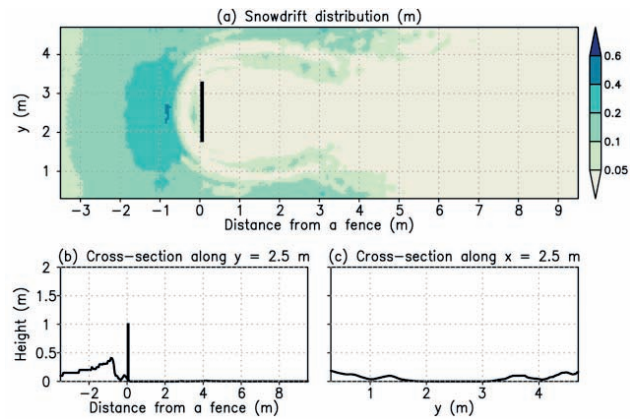 (a) Snowdrift distribution (m)
y (m)
4
3
2
1
−3 −2 −1 0 1 2 3 4 5 6 7 8 9
Distance from a fence (m)
0.6
0.4
0.2
0.1
0.05
(b) Cross−section along y = 2.5 m
Height (m)
2
1.5
1
0.5
0
−2 0 2 4 6 8
Distance from a fence (m)
(c) Cross−section along x = 2.5 m
1 2 3 4
y (m)